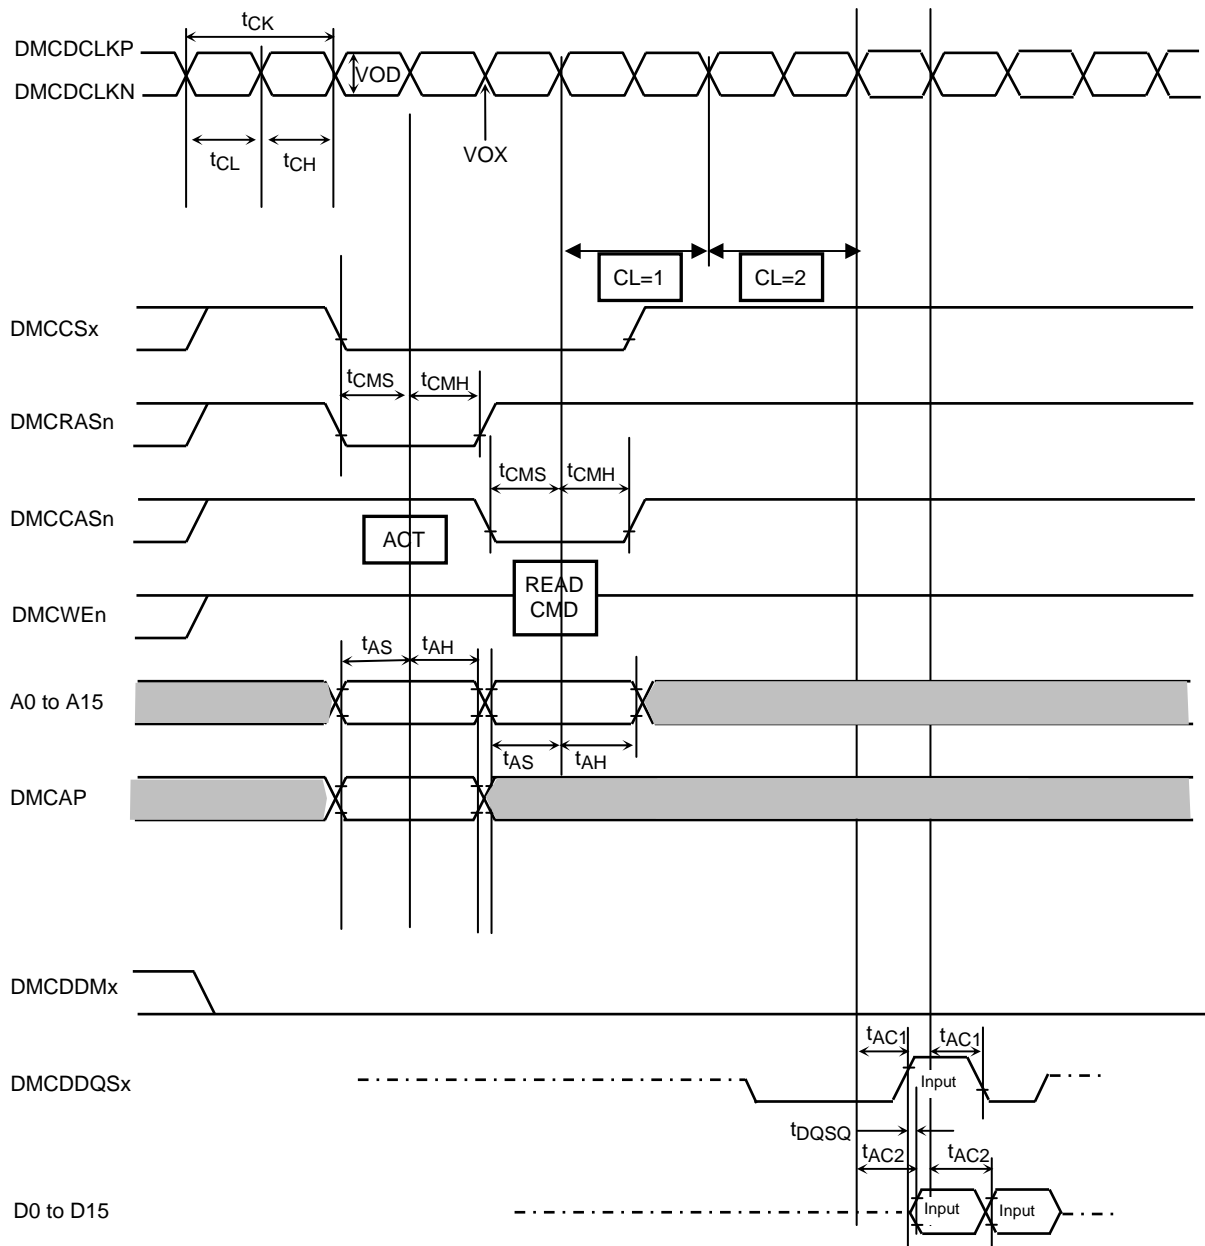 tCK
DMCDCLKP
VOD
DMCDCLKN
tCL
tCH
VOX
CL=1
CL=2
DMCCSx
tCMS
tCMH
DMCRASn
tCMS
tCMH
DMCCASn
ACT
READ
CMD
DMCWEn
tAS
tAH
A0 to A15
tAS
tAH
DMCAP
DMCDDMx
tAC1
tAC1
DMCDDQSx
Input
tDQSQ
tAC2
tAC2
D0 to D15
Input
Input